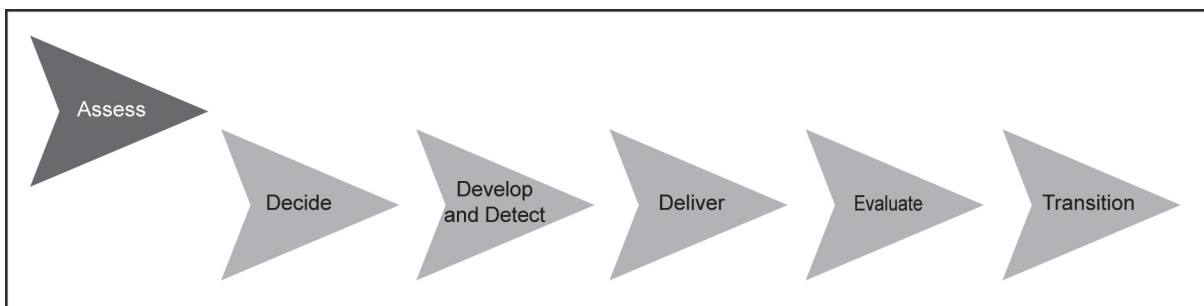 Assess
Decide
Develop
and Detect
Deliver
Evaluate
Transition